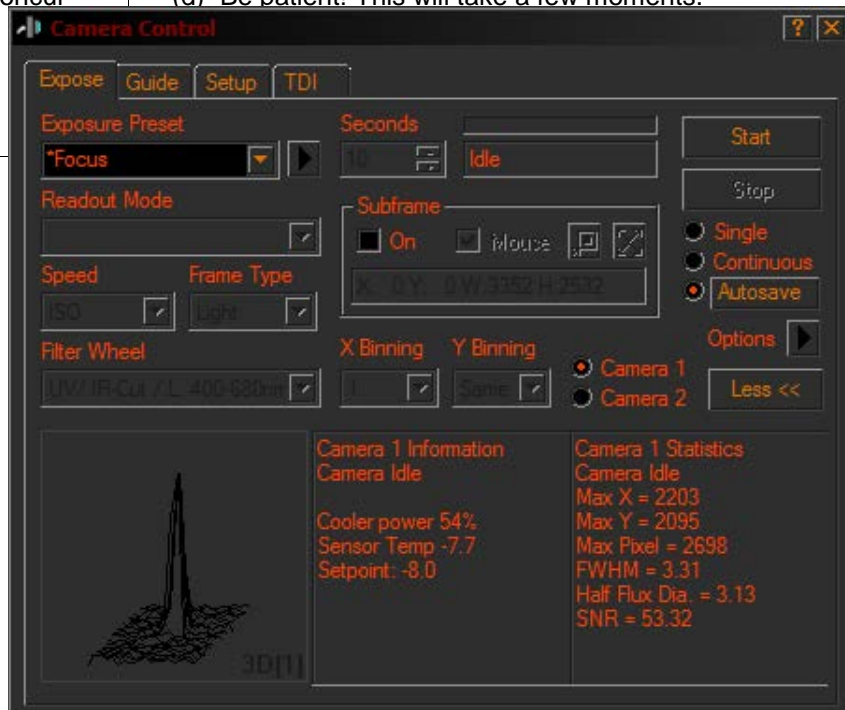 (d) Be patient! This will take a few moments.
Camera Control
Expose Guide Setup TDI
Exposure Preset
*Focus
Seconds
10
Idle
Start
Stop
Readout Mode
Subframe
On Mouse
X: 0 Y: 0 W: 3352 H: 2532
Single
Continuous
Autosave
Speed Frame Type
ISO Light
Options
Filter Wheel
UV/ IR-Cut / L 400-680nm
X Binning Y Binning
1 Same
Camera 1
Camera 2
Less <<
3D[1]
Camera 1 Information
Camera Idle
Cooler power 54%
Sensor Temp -7.7
Setpoint: -8.0
Camera 1 Statistics
Camera Idle
Max X = 2203
Max Y = 2095
Max Pixel = 2698
FWHM = 3.31
Half Flux Dia. = 3.13
SNR = 53.32